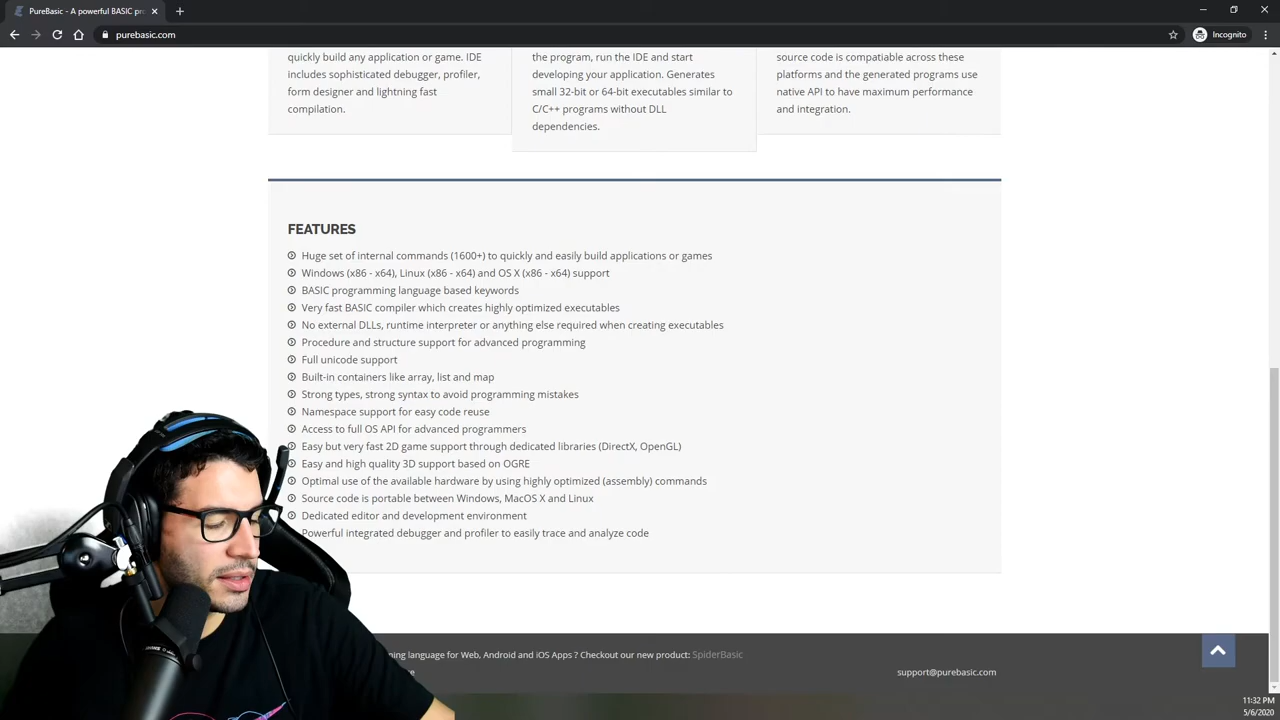 PureBasic - A powerful BASIC pr
purebasic.com
Incognito
quickly build any application or game. IDE
includes sophisticated debugger, profiler,
form designer and lightning fast
compilation.
the program, run the IDE and start
developing your application. Generates
small 32-bit or 64-bit executables similar to
C/C++ programs without DLL
dependencies.
source code is compatiable across these
platforms and the generated programs use
native API to have maximum performance
and integration.
FEATURES
Huge set of internal commands (1600+) to quickly and easily build applications or games
Windows (x86 - x64), Linux (x86 - x64) and OS X (x86 - x64) support
BASIC programming language based keywords
Very fast BASIC compiler which creates highly optimized executables
No external DLLs, runtime interpreter or anything else required when creating executables
Procedure and structure support for advanced programming
Full unicode support
Built-in containers like array, list and map
Strong types, strong syntax to avoid programming mistakes
Namespace support for easy code reuse
Access to full OS API for advanced programmers
Easy but very fast 2D game support through dedicated libraries (DirectX, OpenGL)
Easy and high quality 3D support based on OGRE
Optimal use of the available hardware by using highly optimized (assembly) commands
Source code is portable between Windows, MacOS X and Linux
Dedicated editor and development environment
Powerful integrated debugger and profiler to easily trace and analyze code
language for Web, Android and iOS Apps ? Checkout our new product: SpiderBasic
support@purebasic.com
11:32 PM
5/6/2020